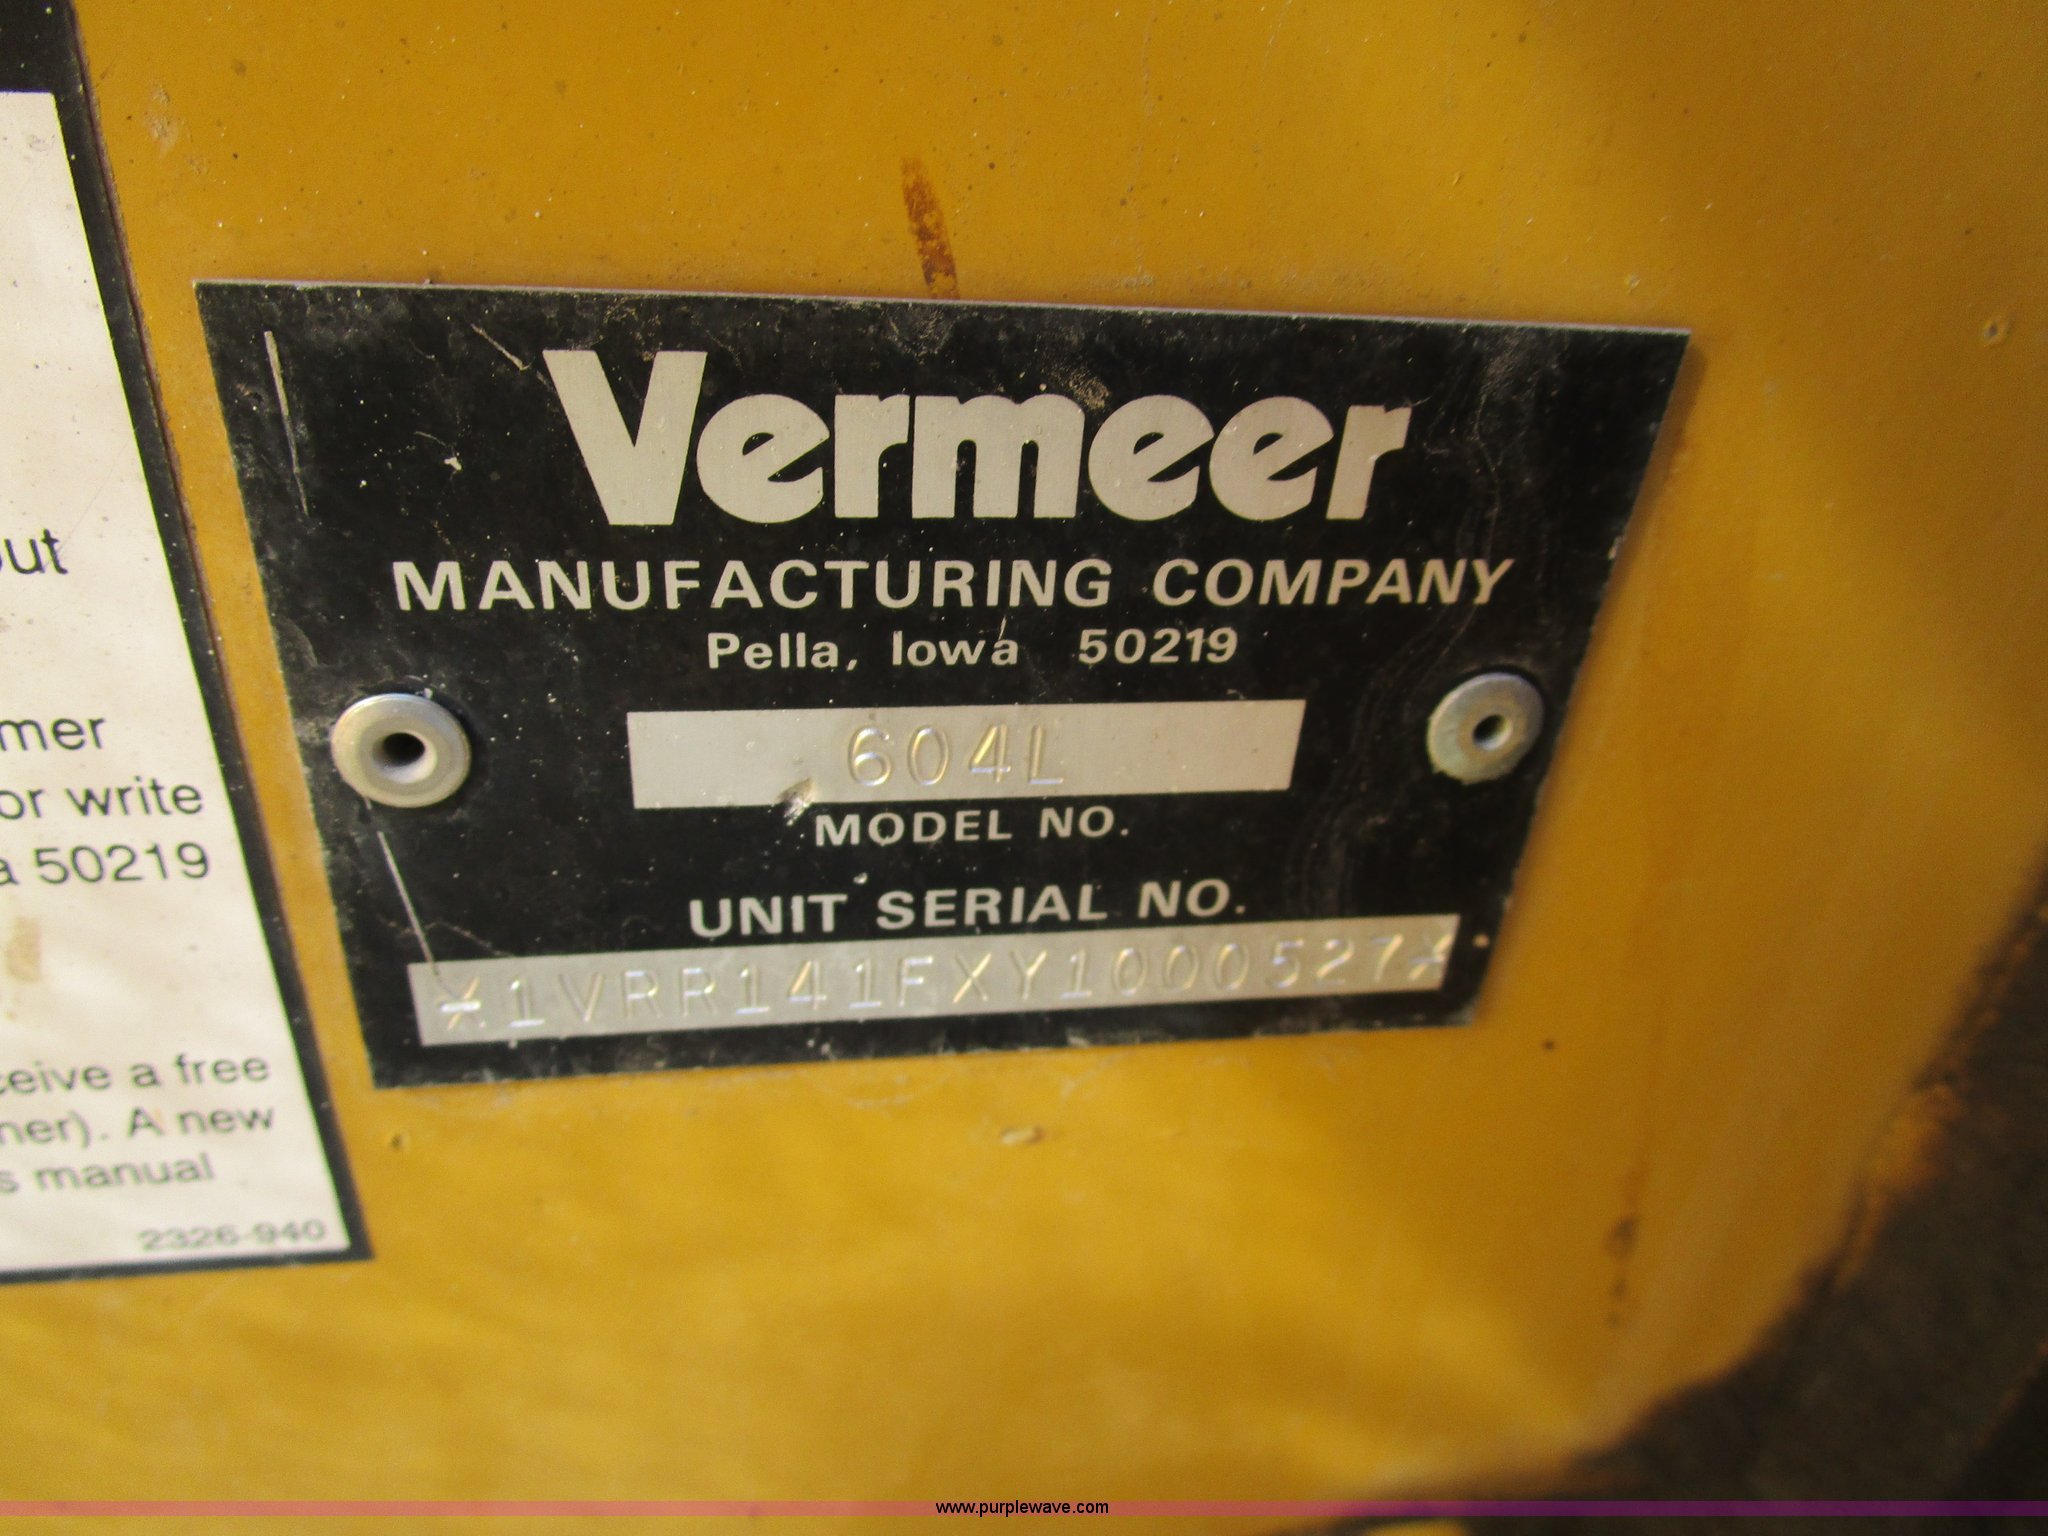 out
mer
or write
a 50219
ceive a free
ner). A new
s manual
2326-940
Vermeer
MANUFACTURING COMPANY
Pella, Iowa 50219
604L
MODEL NO.
UNIT SERIAL NO.
*1VRR141FXY1000527*
www.purplewave.com